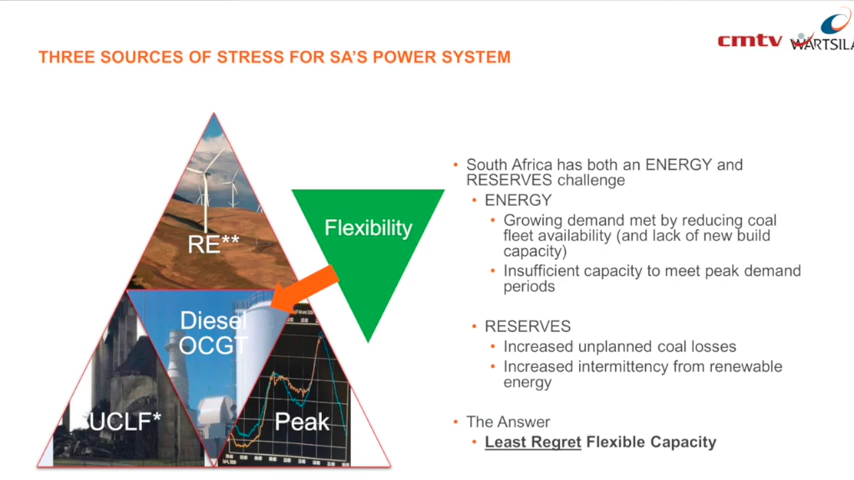 cmtv WÄRTSILÄ
THREE SOURCES OF STRESS FOR SA'S POWER SYSTEM
RE**
Flexibility
Diesel
OCGT
UCLF*
Peak
• South Africa has both an ENERGY and
RESERVES challenge
• ENERGY
• Growing demand met by reducing coal
fleet availability (and lack of new build
capacity)
• Insufficient capacity to meet peak demand
periods
• RESERVES
• Increased unplanned coal losses
• Increased intermittency from renewable
energy
• The Answer
• Least Regret Flexible Capacity